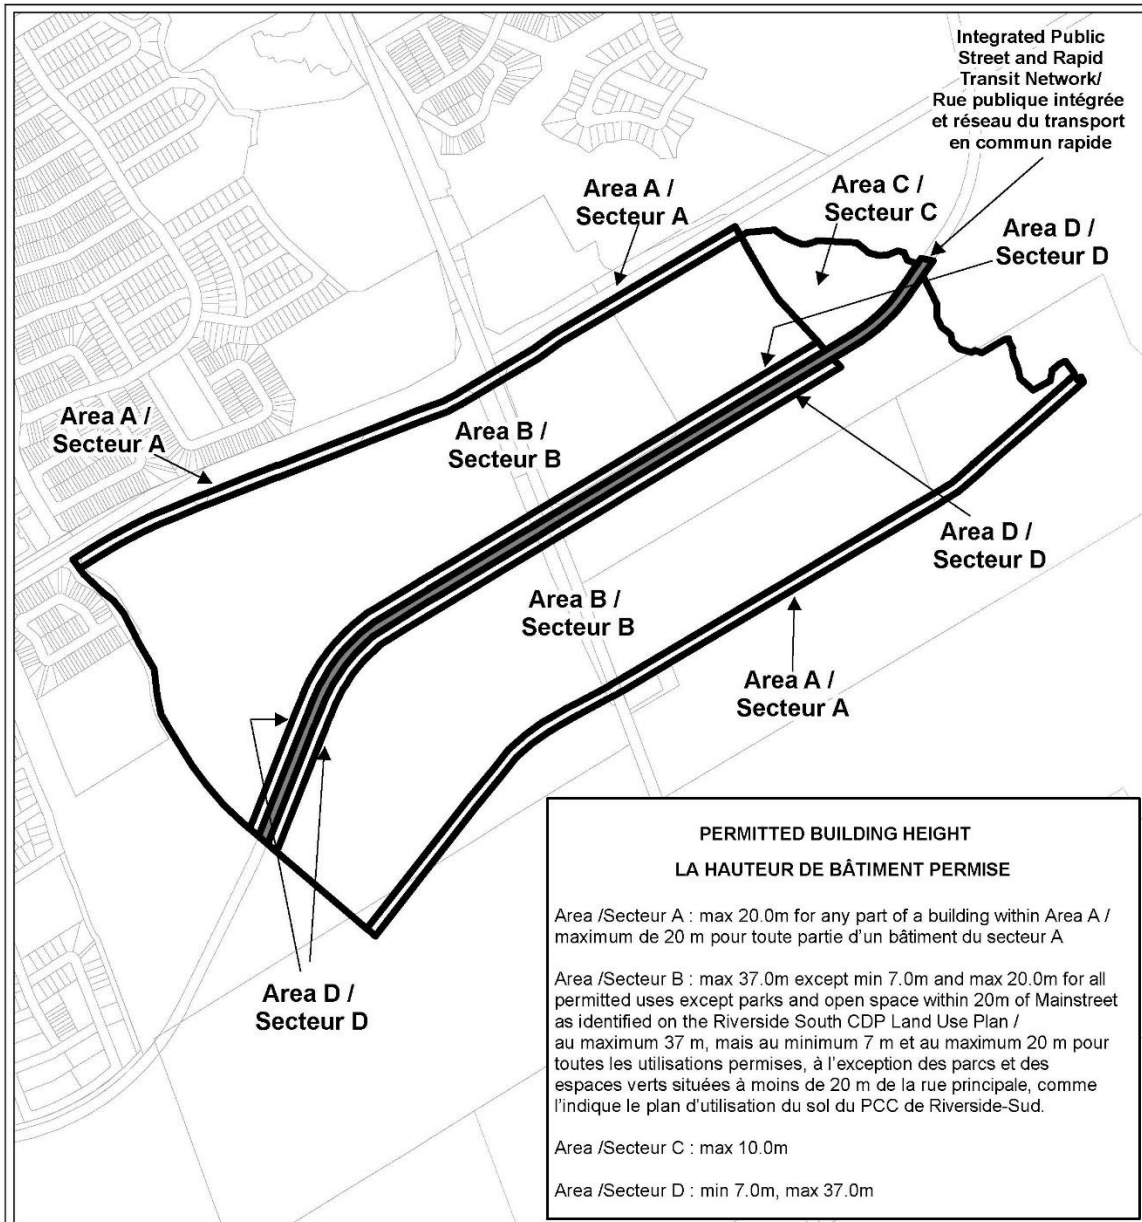 Integrated Public
Street and Rapid
Transit Network/
Rue publique intégrée
et réseau du transport
en commun rapide
Area A /
Secteur A
Area C /
Secteur C
Area D /
Secteur D
Area A /
Secteur A
Area B /
Secteur B
Area D /
Secteur D
Area B /
Secteur B
Area A /
Secteur A
Area D /
Secteur D
PERMITTED BUILDING HEIGHT
LA HAUTEUR DE BÂTIMENT PERMISE
Area /Secteur A : max 20.0m for any part of a building within Area A /
maximum de 20 m pour toute partie d'un bâtiment du secteur A
Area /Secteur B : max 37.0m except min 7.0m and max 20.0m for all
permitted uses except parks and open space within 20m of Mainstreet
as identified on the Riverside South CDP Land Use Plan /
au maximum 37 m, mais au minimum 7 m et au maximum 20 m pour
toutes les utilisations permises, à l'exception des parcs et des
espaces verts situées à moins de 20 m de la rue principale, comme
l'indique le plan d'utilisation du sol du PCC de Riverside-Sud.
Area /Secteur C : max 10.0m
Area /Secteur D : min 7.0m, max 37.0m